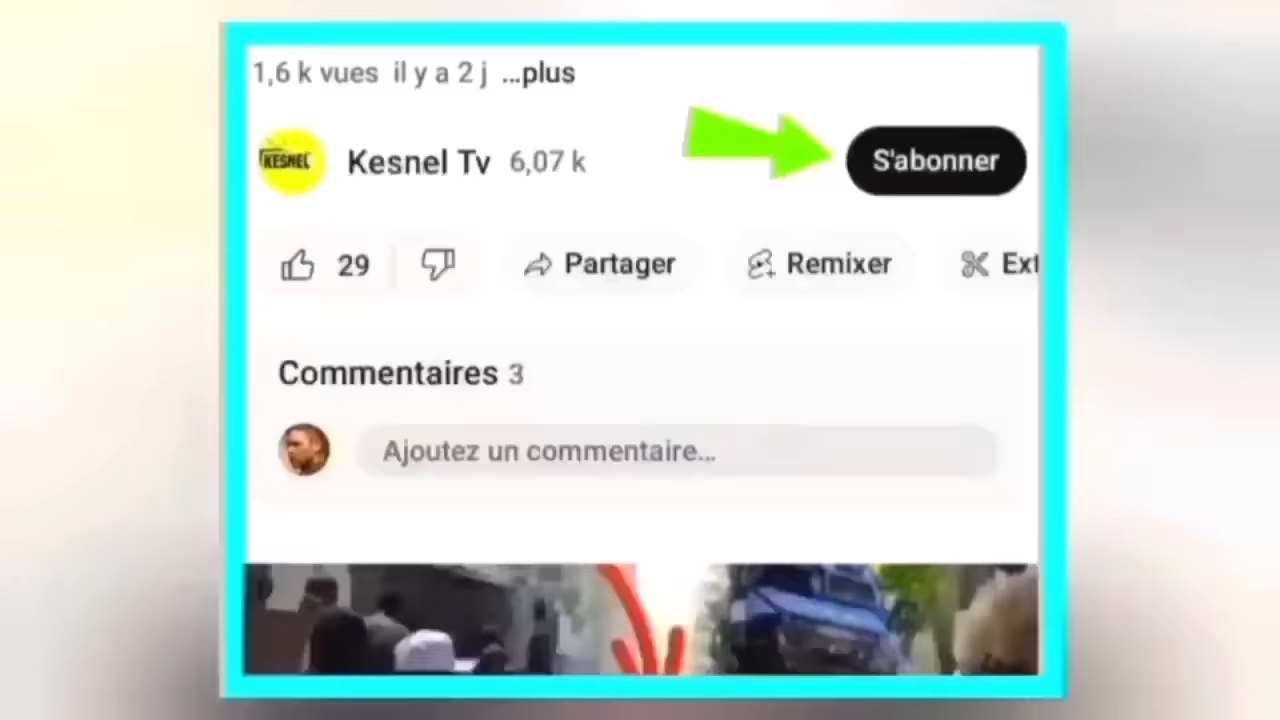 1,6 k vues il y a 2 j ...plus
KESNEL
Kesnel Tv 6,07 k
S'abonner
29
Partager
Remixer
Ext
Commentaires 3
Ajoutez un commentaire...